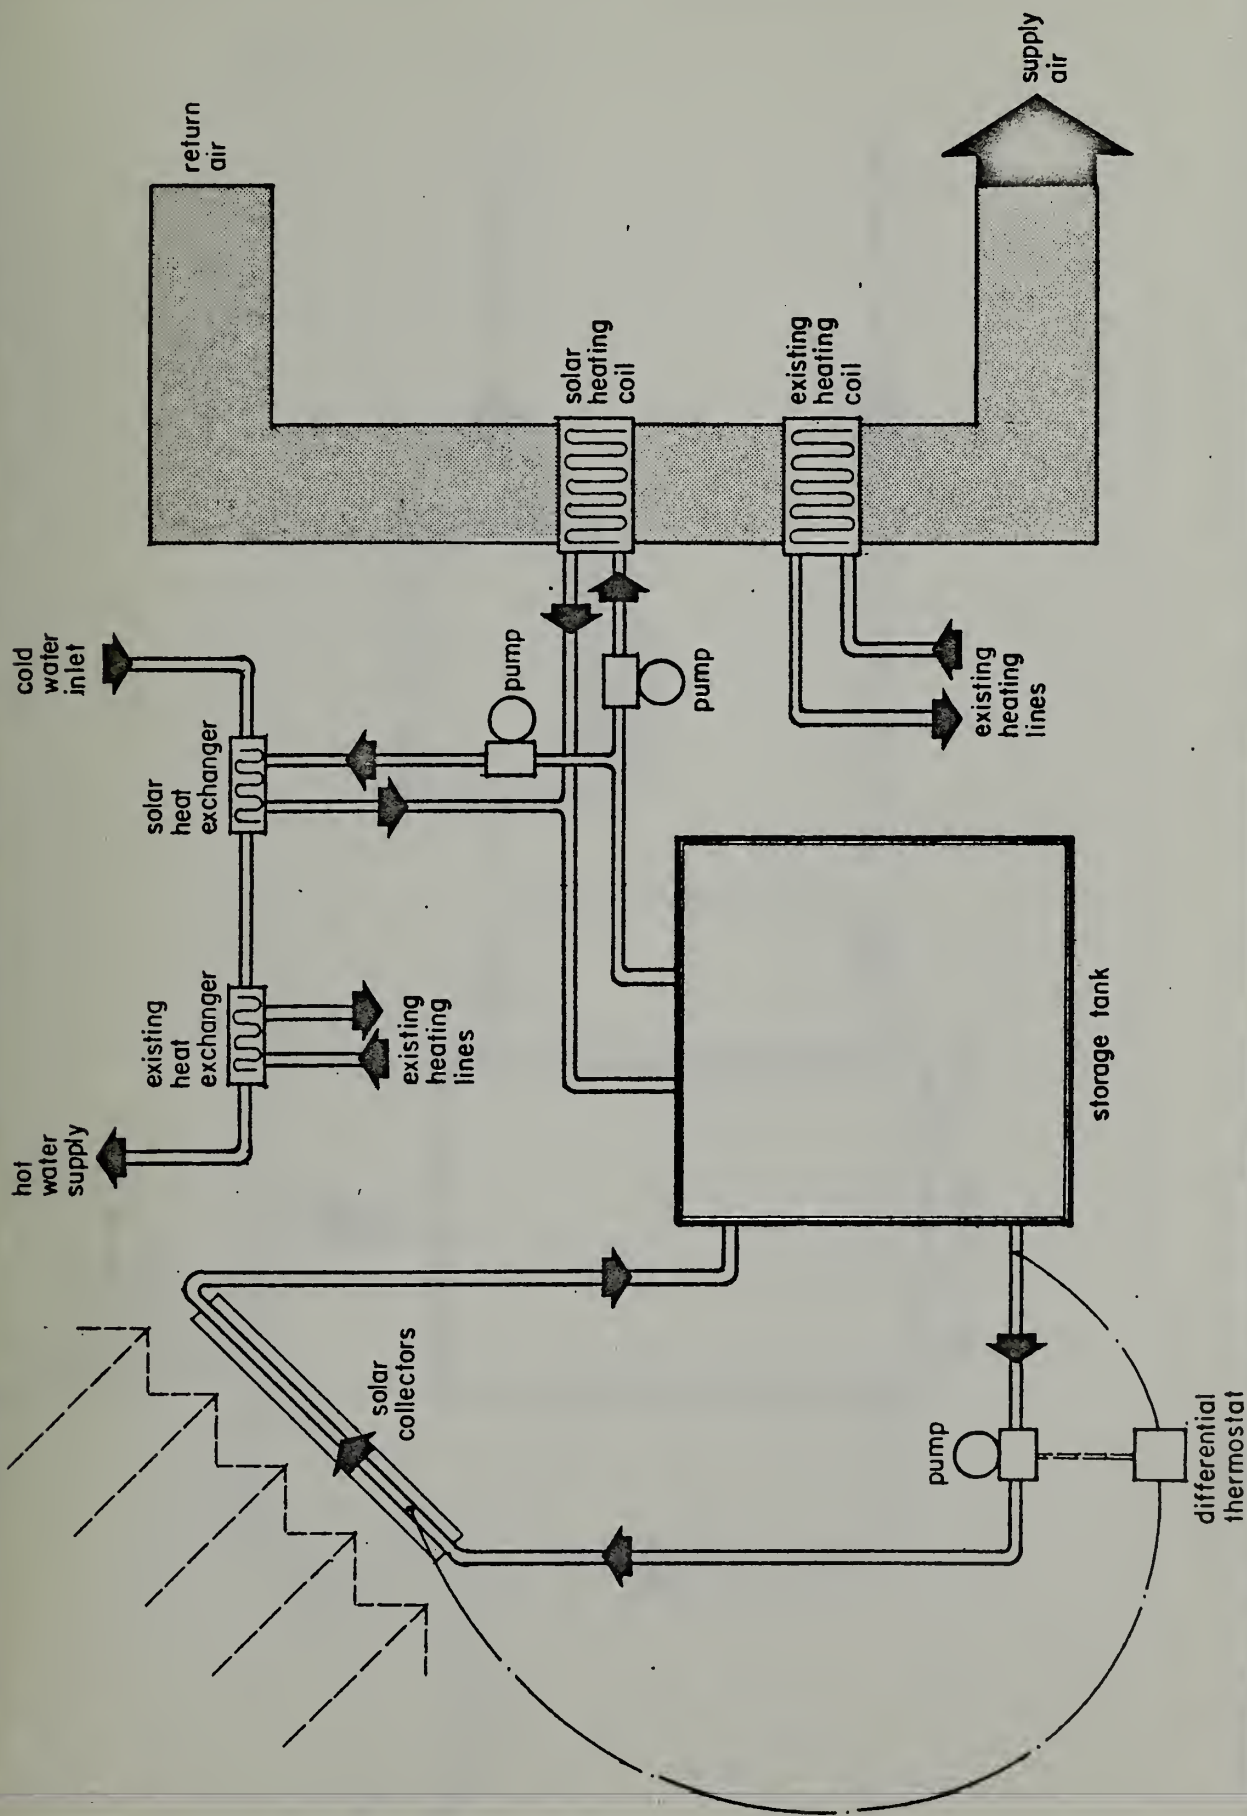 hot
water
supply
cold
water
inlet
return
air
existing
heat
exchanger
solar
heat
exchanger
existing
heating
lines
pump
solar
heating
coil
solar
collectors
pump
existing
heating
coil
pump
existing
heating
lines
supply
air
storage tank
differential
thermostat